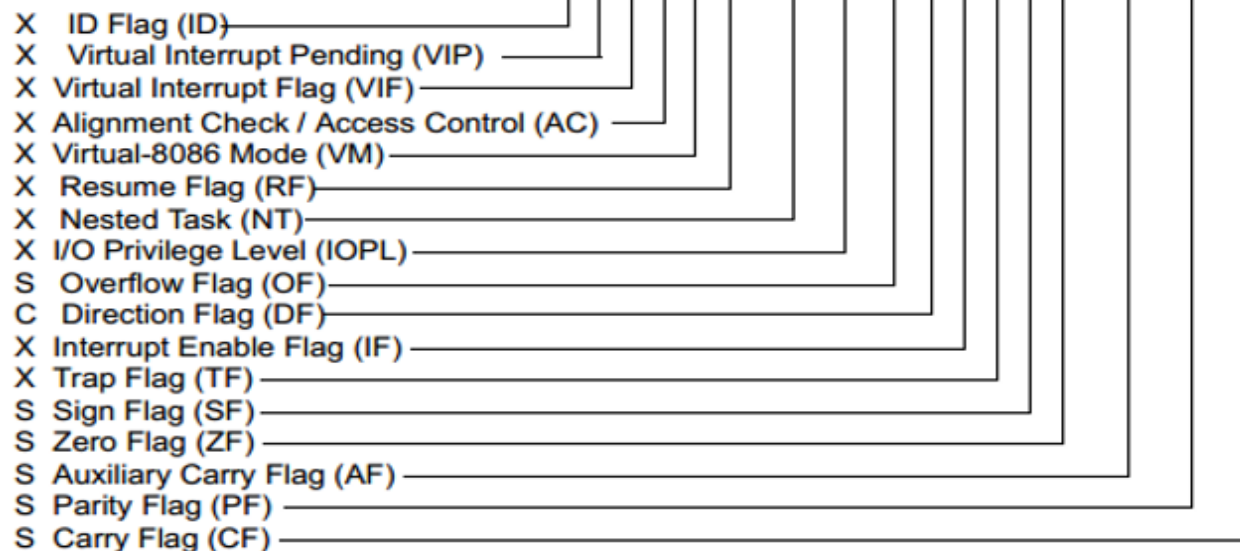 X ID Flag (ID)
X Virtual Interrupt Pending (VIP)
X Virtual Interrupt Flag (VIF)
X Alignment Check / Access Control (AC)
X Virtual-8086 Mode (VM)
X Resume Flag (RF)
X Nested Task (NT)
X I/O Privilege Level (IOPL)
S Overflow Flag (OF)
C Direction Flag (DF)
X Interrupt Enable Flag (IF)
X Trap Flag (TF)
S Sign Flag (SF)
S Zero Flag (ZF)
S Auxiliary Carry Flag (AF)
S Parity Flag (PF)
S Carry Flag (CF)